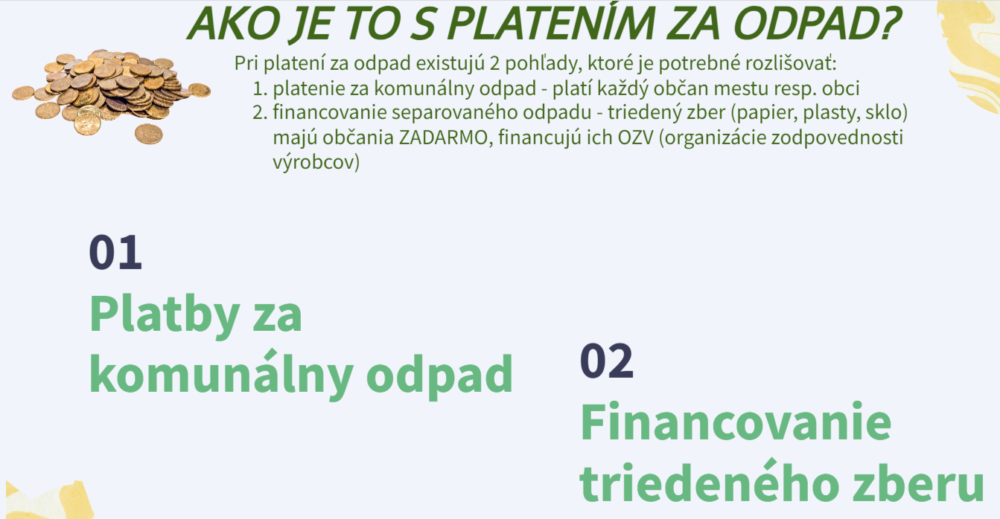 AKO JE TO S PLATENÍM ZA ODPAD?
Pri platení za odpad existujú 2 pohľady, ktoré je potrebné rozlišovať:
1. platenie za komunálny odpad - platí každý občan mestu resp. obci
2. financovanie separovaného odpadu - triedený zber (papier, plasty, sklo)
majú občania ZADARMO, financujú ich OZV (organizácie zodpovednosti
výrobcov)
01
Platby za
komunálny odpad
02
Financovanie
triedeného zberu